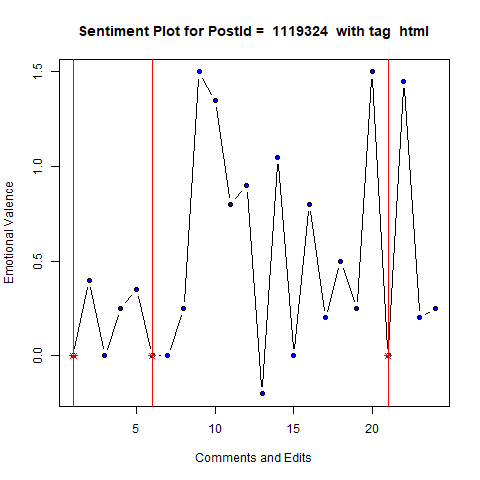 Sentiment Plot for PostId =  1119324  with tag  html
1.5
1.0
0.5
0.0
Emotional Valence
5 10 15 20
Comments and Edits